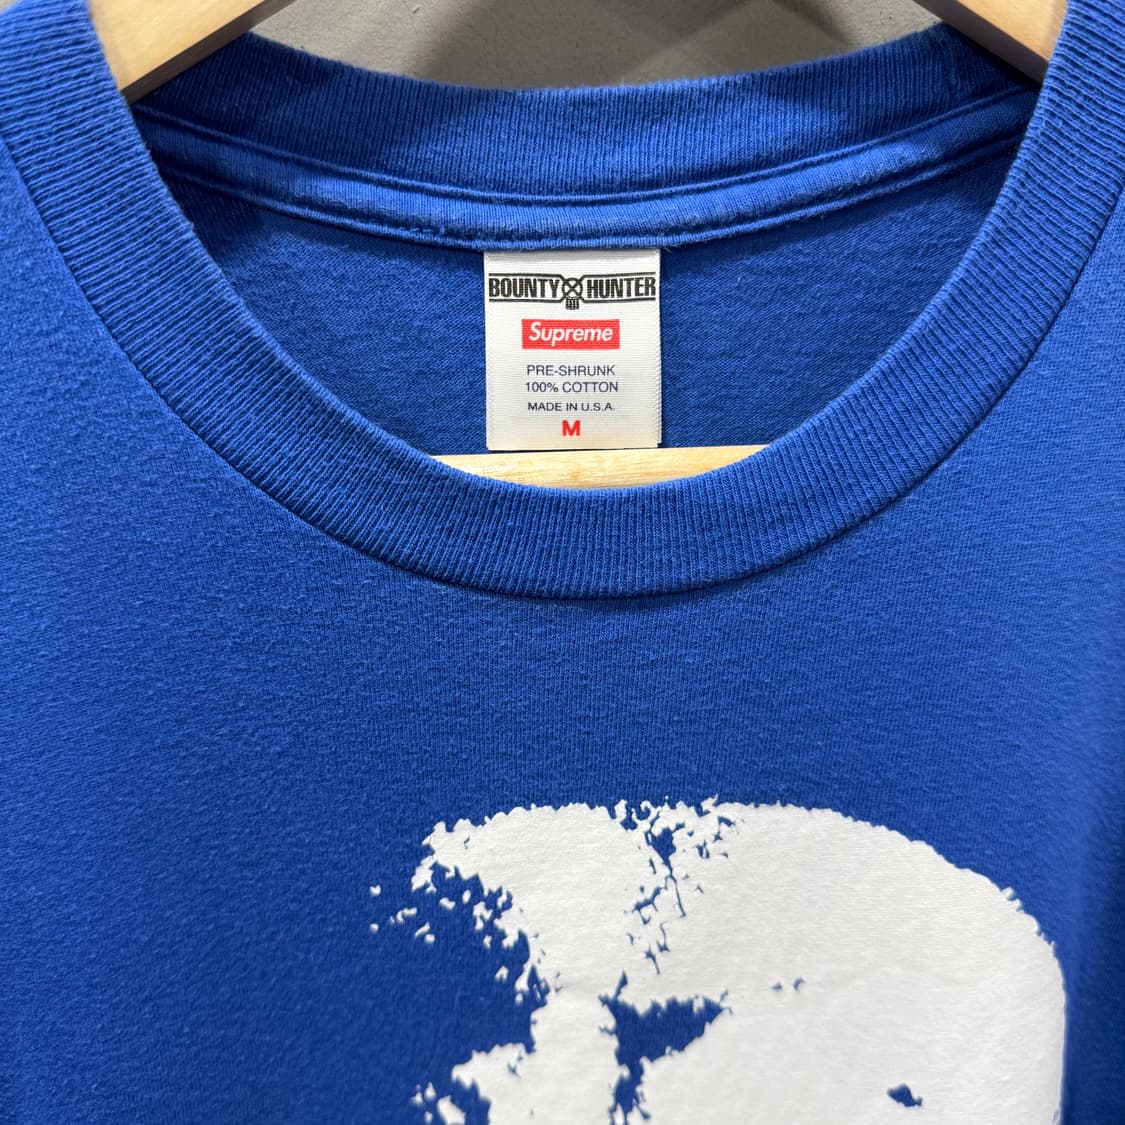 BOUNTY HUNTER
Supreme
PRE-SHRUNK
100% COTTON
MADE IN U.S.A.
M